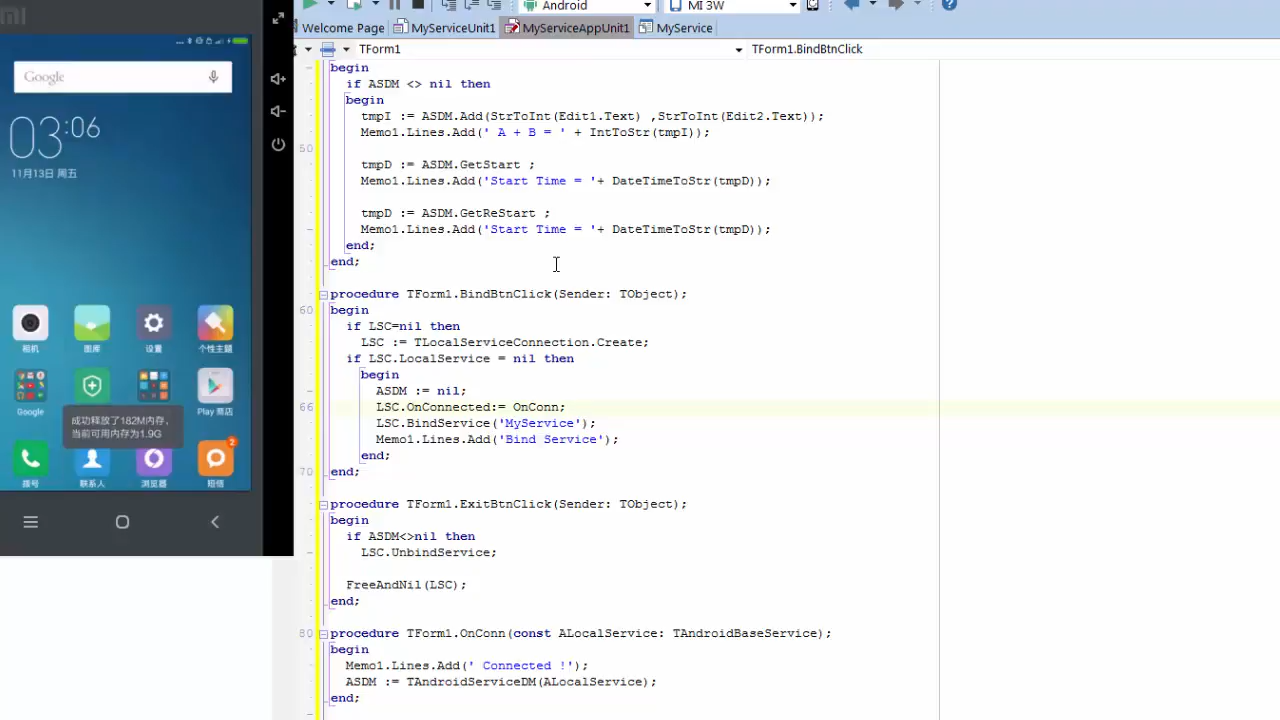 Android
MI 3W
Welcome Page
MyServiceUnit1
MyServiceAppUnit1
MyService
TForm1
TForm1.BindBtnClick
Google
03:06
11月13日 周五
相机
图库
设置
个性主题
Google
Play 商店
成功释放了182M内存，
当前可用内存为1.9G
2
拨号
联系人
浏览器
短信
begin
if ASDM <> nil then
begin
tmpI := ASDM.Add(StrToInt(Edit1.Text) ,StrToInt(Edit2.Text));
Memo1.Lines.Add(' A + B = ' + IntToStr(tmpI));
50
tmpD := ASDM.GetStart ;
Memo1.Lines.Add('Start Time = '+ DateTimeToStr(tmpD));
tmpD := ASDM.GetReStart ;
Memo1.Lines.Add('Start Time = '+ DateTimeToStr(tmpD));
end;
end;
procedure TForm1.BindBtnClick(Sender: TObject);
60 begin
if LSC=nil then
LSC := TLocalServiceConnection.Create;
if LSC.LocalService = nil then
begin
ASDM := nil;
66 LSC.OnConnected:= OnConn;
LSC.BindService('MyService');
Memo1.Lines.Add('Bind Service');
end;
70 end;
procedure TForm1.ExitBtnClick(Sender: TObject);
begin
if ASDM<>nil then
LSC.UnbindService;
FreeAndNil(LSC);
end;
80 procedure TForm1.OnConn(const ALocalService: TAndroidBaseService);
begin
Memo1.Lines.Add(' Connected !');
ASDM := TAndroidServiceDM(ALocalService);
end;